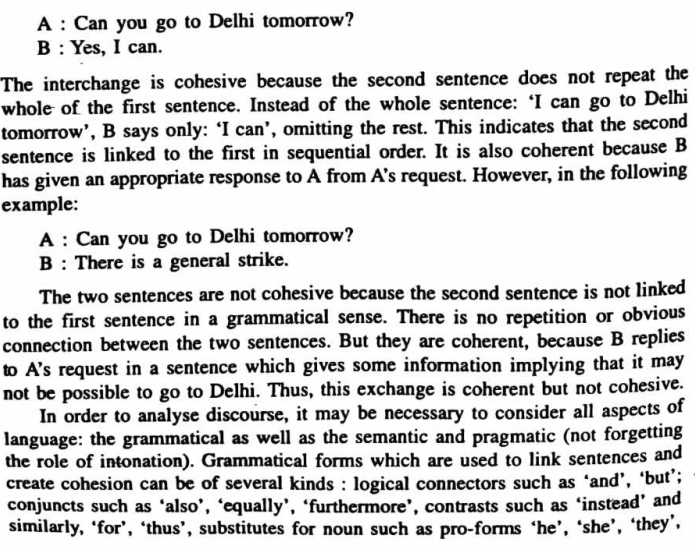 A : Can you go to Delhi tomorrow?
B : Yes, I can.
The interchange is cohesive because the second sentence does not repeat the
whole of the first sentence. Instead of the whole sentence: ‘I can go to Delhi
tomorrow’, B says only: ‘I can’, omitting the rest. This indicates that the second
sentence is linked to the first in sequential order. It is also coherent because B
has given an appropriate response to A from A’s request. However, in the following
example:
A : Can you go to Delhi tomorrow?
B : There is a general strike.
The two sentences are not cohesive because the second sentence is not linked
to the first sentence in a grammatical sense. There is no repetition or obvious
connection between the two sentences. But they are coherent, because B replies
to A’s request in a sentence which gives some information implying that it may
not be possible to go to Delhi. Thus, this exchange is coherent but not cohesive.
In order to analyse discourse, it may be necessary to consider all aspects of
language: the grammatical as well as the semantic and pragmatic (not forgetting
the role of intonation). Grammatical forms which are used to link sentences and
create cohesion can be of several kinds : logical connectors such as ‘and’, ‘but’;
conjuncts such as ‘also’, ‘equally’, ‘furthermore’, contrasts such as ‘instead’ and
similarly, ‘for’, ‘thus’, substitutes for noun such as pro-forms ‘he’, ‘she’, ‘they’,